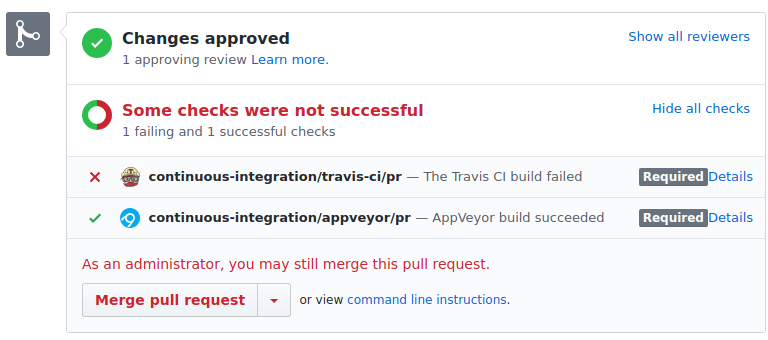 Changes approved
Show all reviewers
1 approving review Learn more.
Some checks were not successful
Hide all checks
1 failing and 1 successful checks
continuous-integration/travis-ci/pr — The Travis CI build failed Required Details
continuous-integration/appveyor/pr — AppVeyor build succeeded Required Details
As an administrator, you may still merge this pull request.
Merge pull request or view command line instructions.